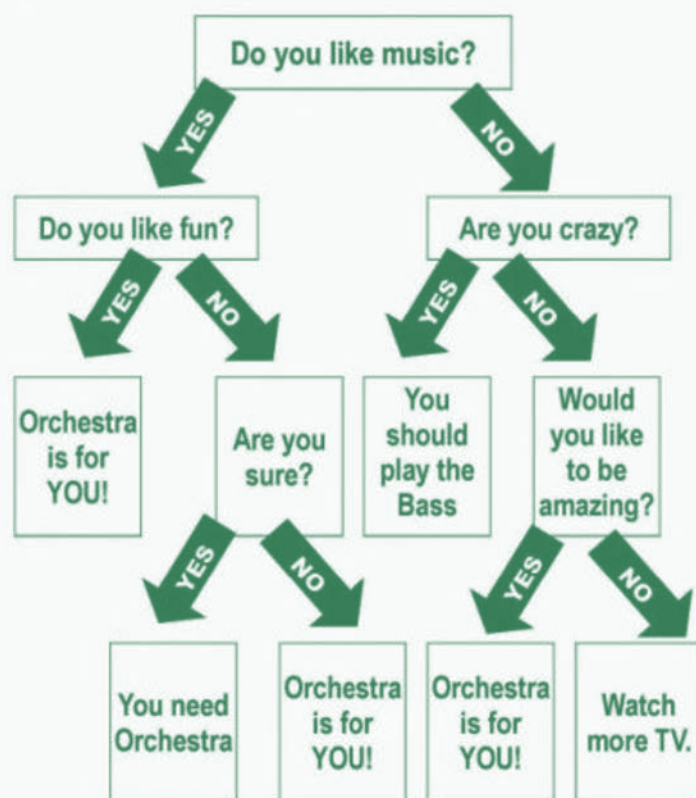 Do you like music?
YES
NO
Do you like fun?
Are you crazy?
YES
NO
YES
NO
Orchestra
is for
YOU!
Are you
sure?
You
should
play the
Bass
Would
you like
to be
amazing?
YES
NO
YES
NO
You need
Orchestra
Orchestra
is for
YOU!
Orchestra
is for
YOU!
Watch
more TV.